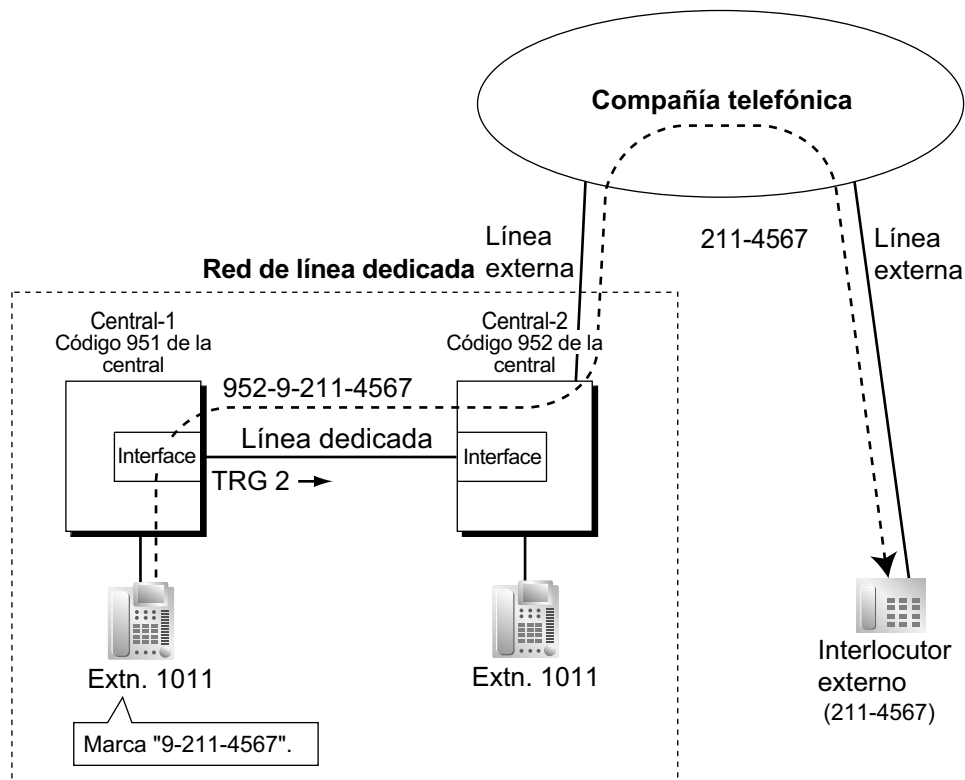 Compañía telefónica
Línea
externa
211-4567
Línea
externa
Red de línea dedicada
Central-1
Código 951 de la
central
Central-2
Código 952 de la
central
952-9-211-4567
Línea dedicada
Interface
Interface
TRG 2
Extn. 1011
Extn. 1011
Interlocutor
externo
(211-4567)
Marca "9-211-4567".